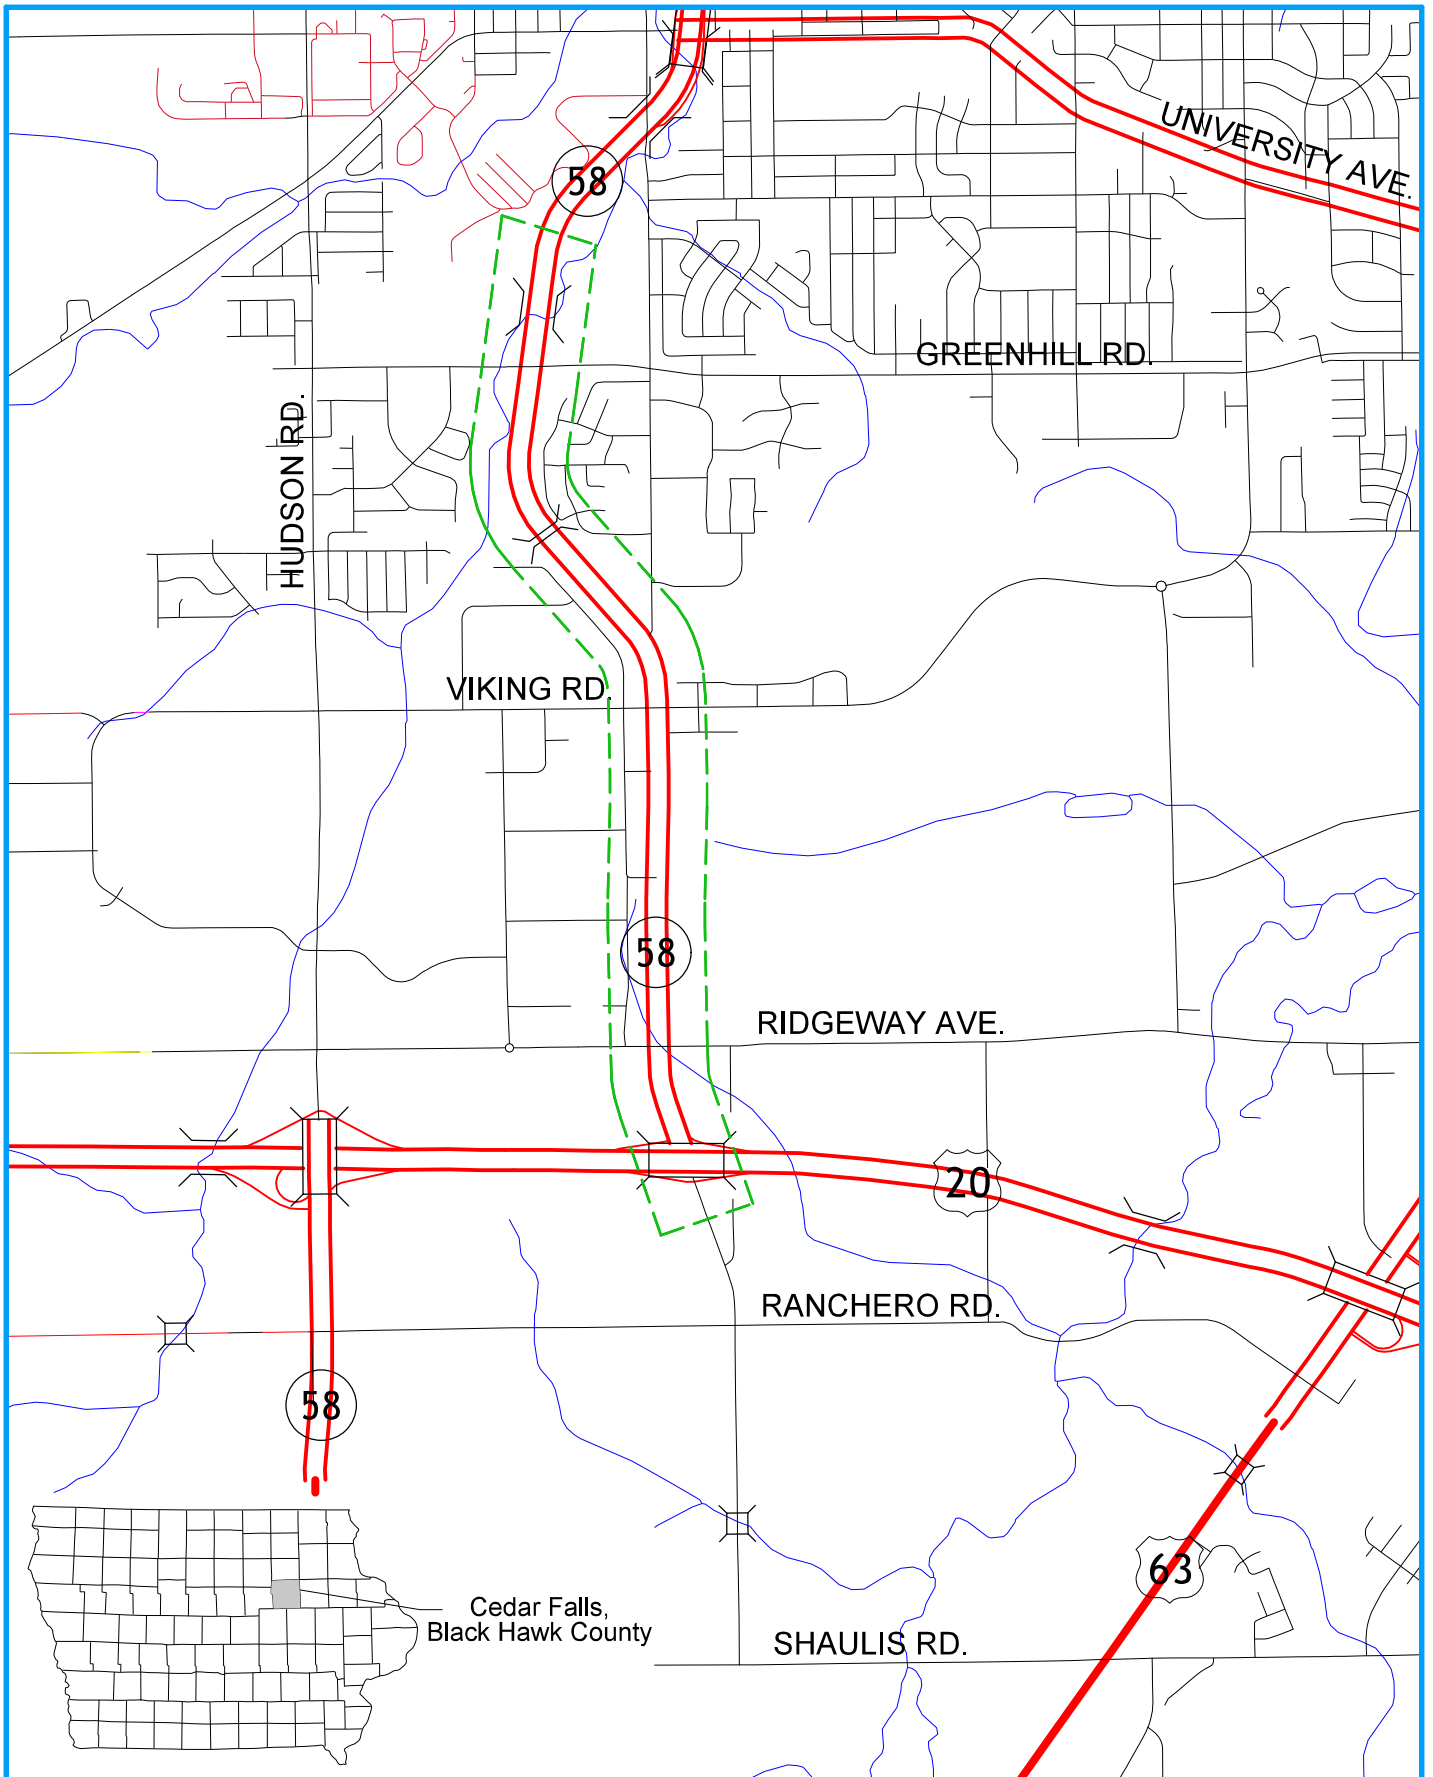 UNIVERSITY AVE.
58
GREENHILL RD.
HUDSON RD.
VIKING RD.
58
RIDGEWAY AVE.
20
RANCHERO RD.
58
63
Cedar Falls,
Black Hawk County
SHAULIS RD.